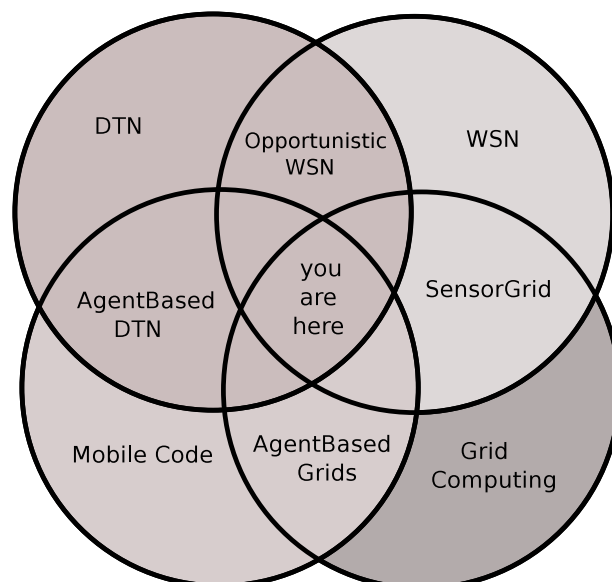 DTN
Opportunistic
WSN
WSN
AgentBased
DTN
you
are
here
SensorGrid
Mobile Code
AgentBased
Grids
Grid
Computing